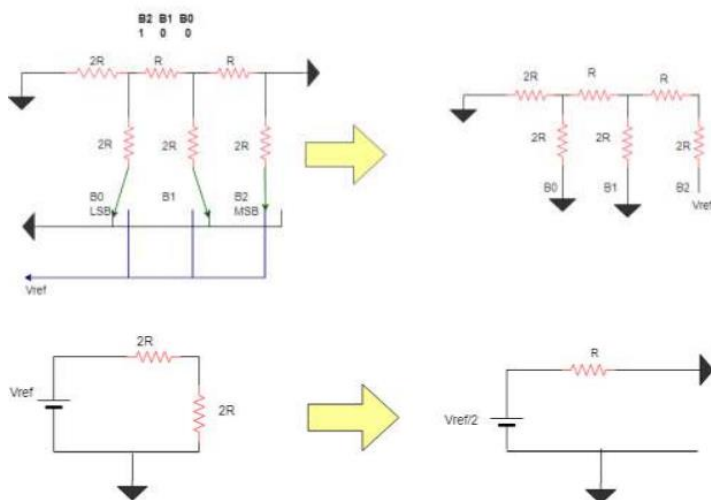 B2 B1 B0
1 0 0
2R R R
2R 2R 2R
B0 B1 B2
LSB MSB
Vref
2R R R
2R 2R 2R
B0 B1 B2
Vref
2R
Vref
2R
R
Vref/2